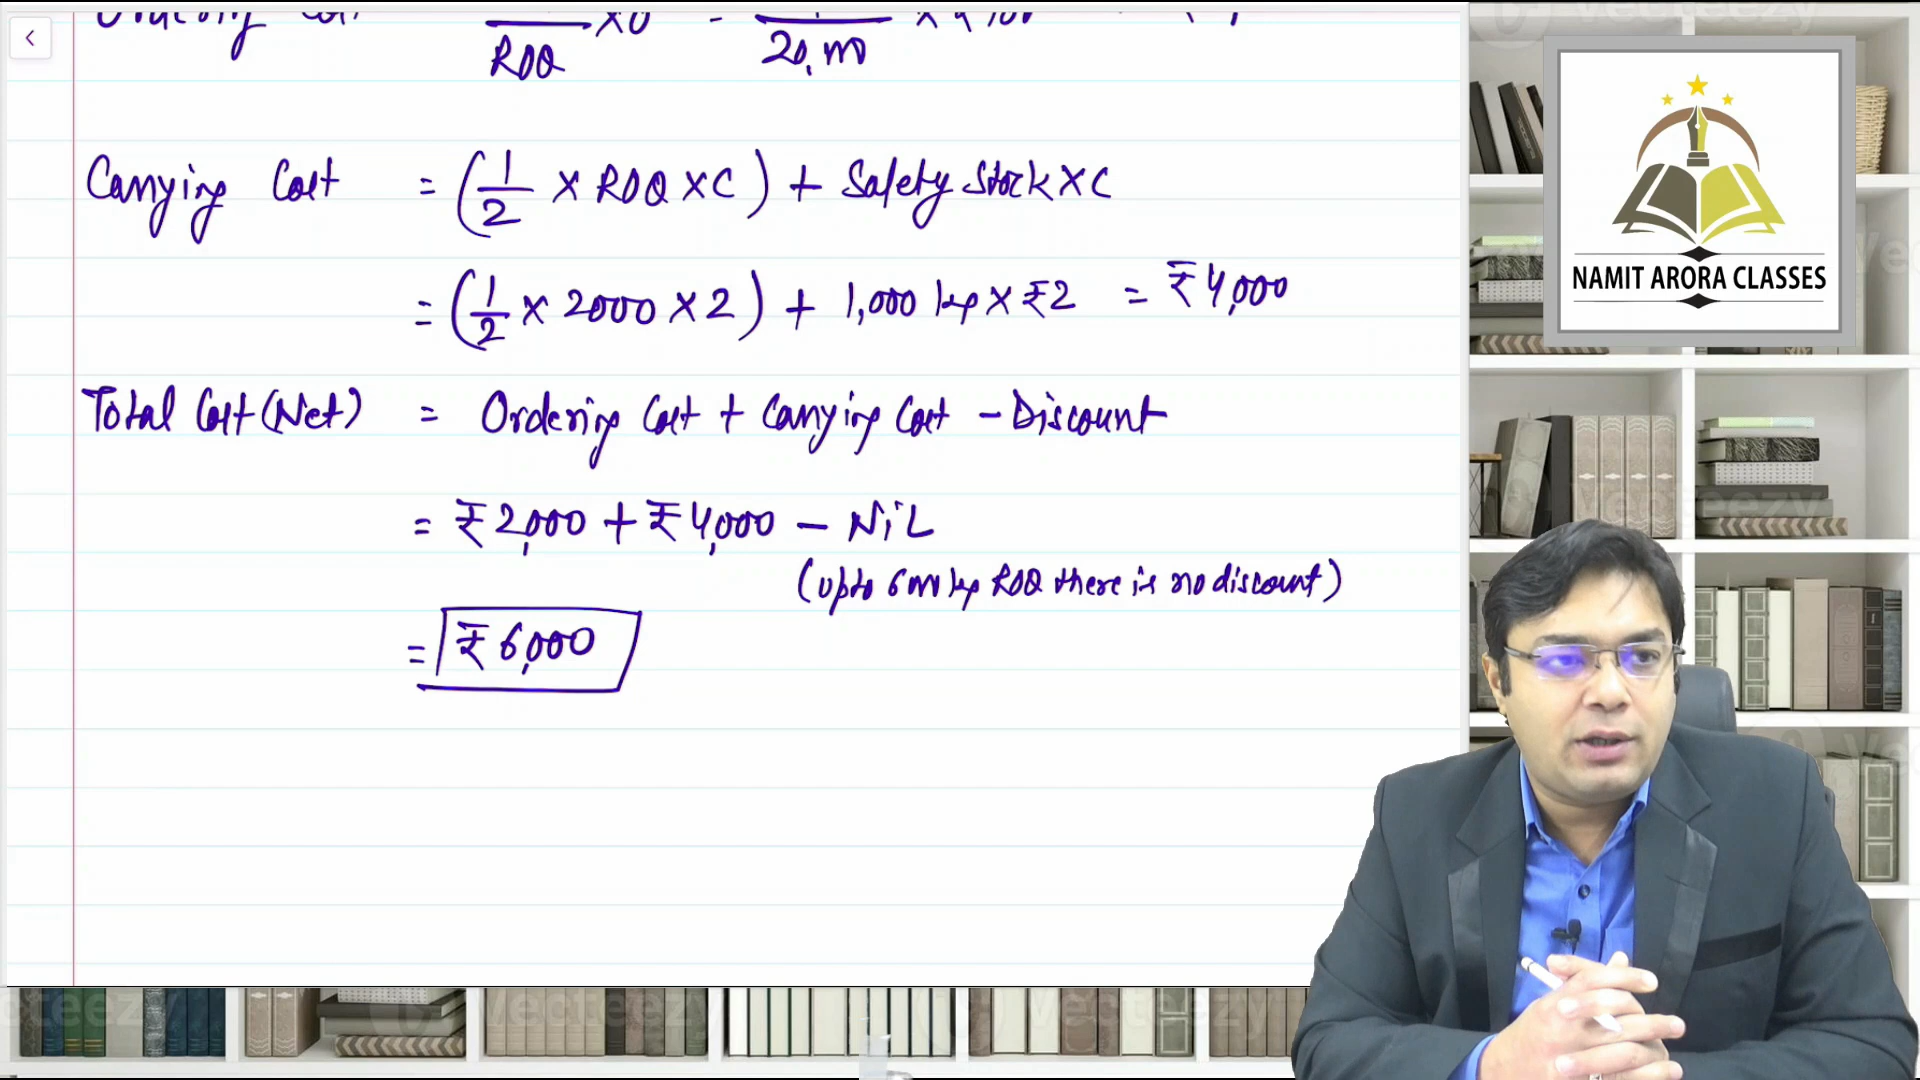 ROQ
Carrying Cost = (1/2 × ROQ × C) + Safety Stock × C
= (1/2 × 2000 × 2) + 1,000 kg × ₹2 = ₹4,000
Total Cost (Net) = Ordering Cost + Carrying Cost - Discount
= ₹2,000 + ₹4,000 - NiL
(upto 6000 kg ROQ there is no discount)
= ₹6,000
NAMIT ARORA CLASSES